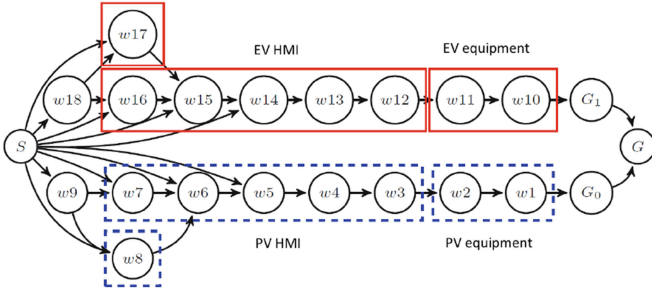 w17
EV HMI
EV equipment
w18
w16
w15
w14
w13
w12
w11
w10
G1
S
G
w9
w7
w6
w5
w4
w3
w2
w1
G0
w8
PV HMI
PV equipment